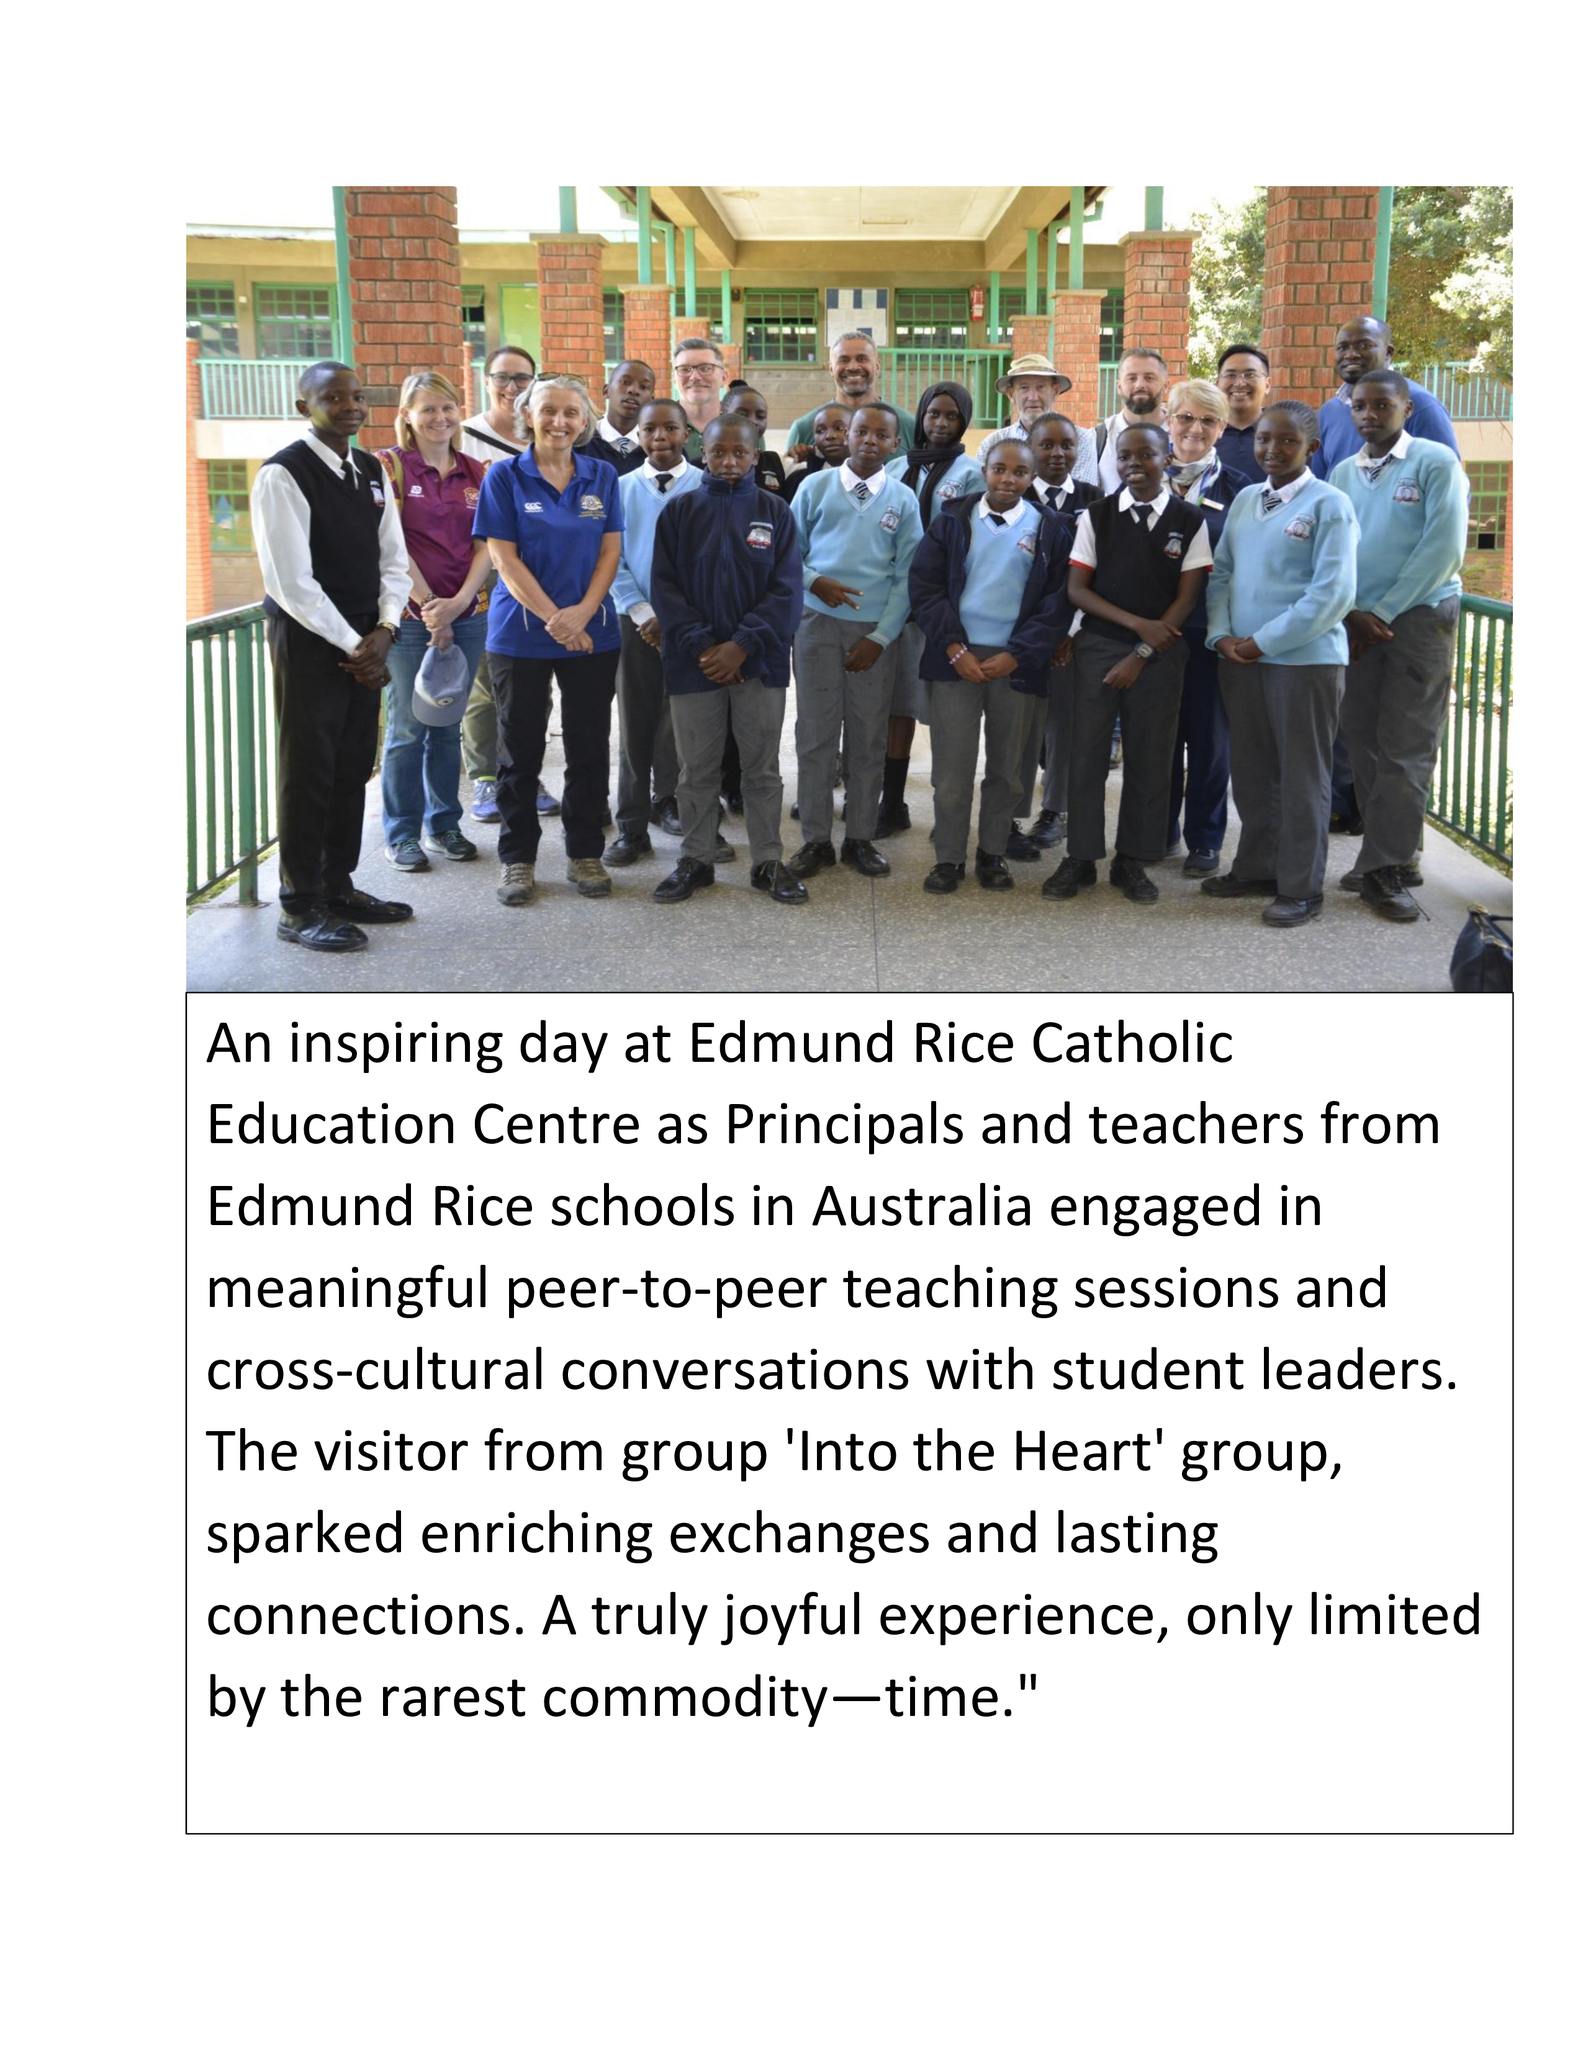 An inspiring day at Edmund Rice Catholic
Education Centre as Principals and teachers from
Edmund Rice schools in Australia engaged in
meaningful peer-to-peer teaching sessions and
cross-cultural conversations with student leaders.
The visitor from group 'Into the Heart' group,
sparked enriching exchanges and lasting
connections. A truly joyful experience, only limited
by the rarest commodity—time."